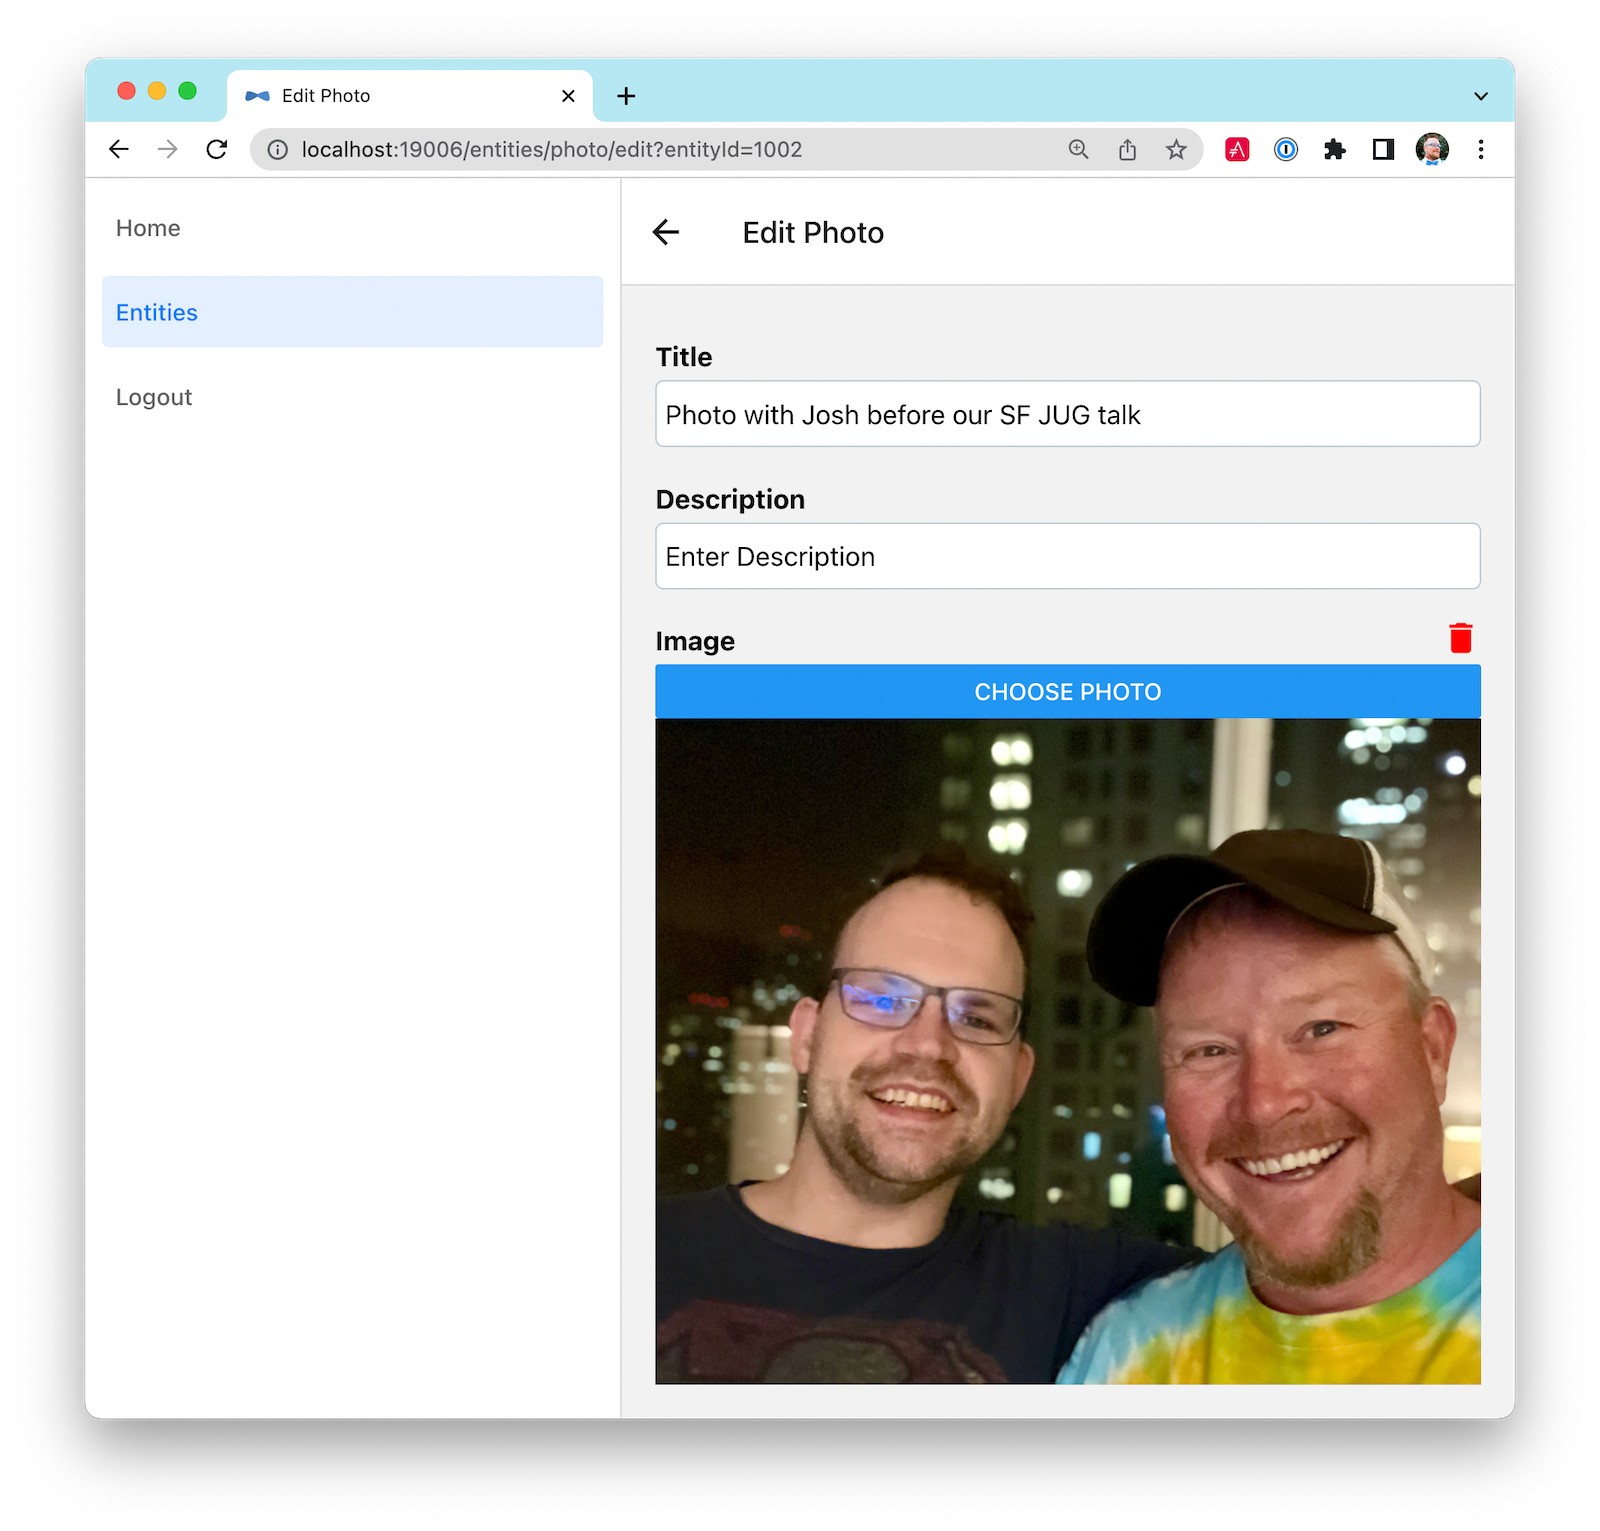 Edit Photo
localhost:19006/entities/photo/edit?entityId=1002
Home
Entities
Logout
Edit Photo
Title
Photo with Josh before our SF JUG talk
Description
Enter Description
Image
CHOOSE PHOTO